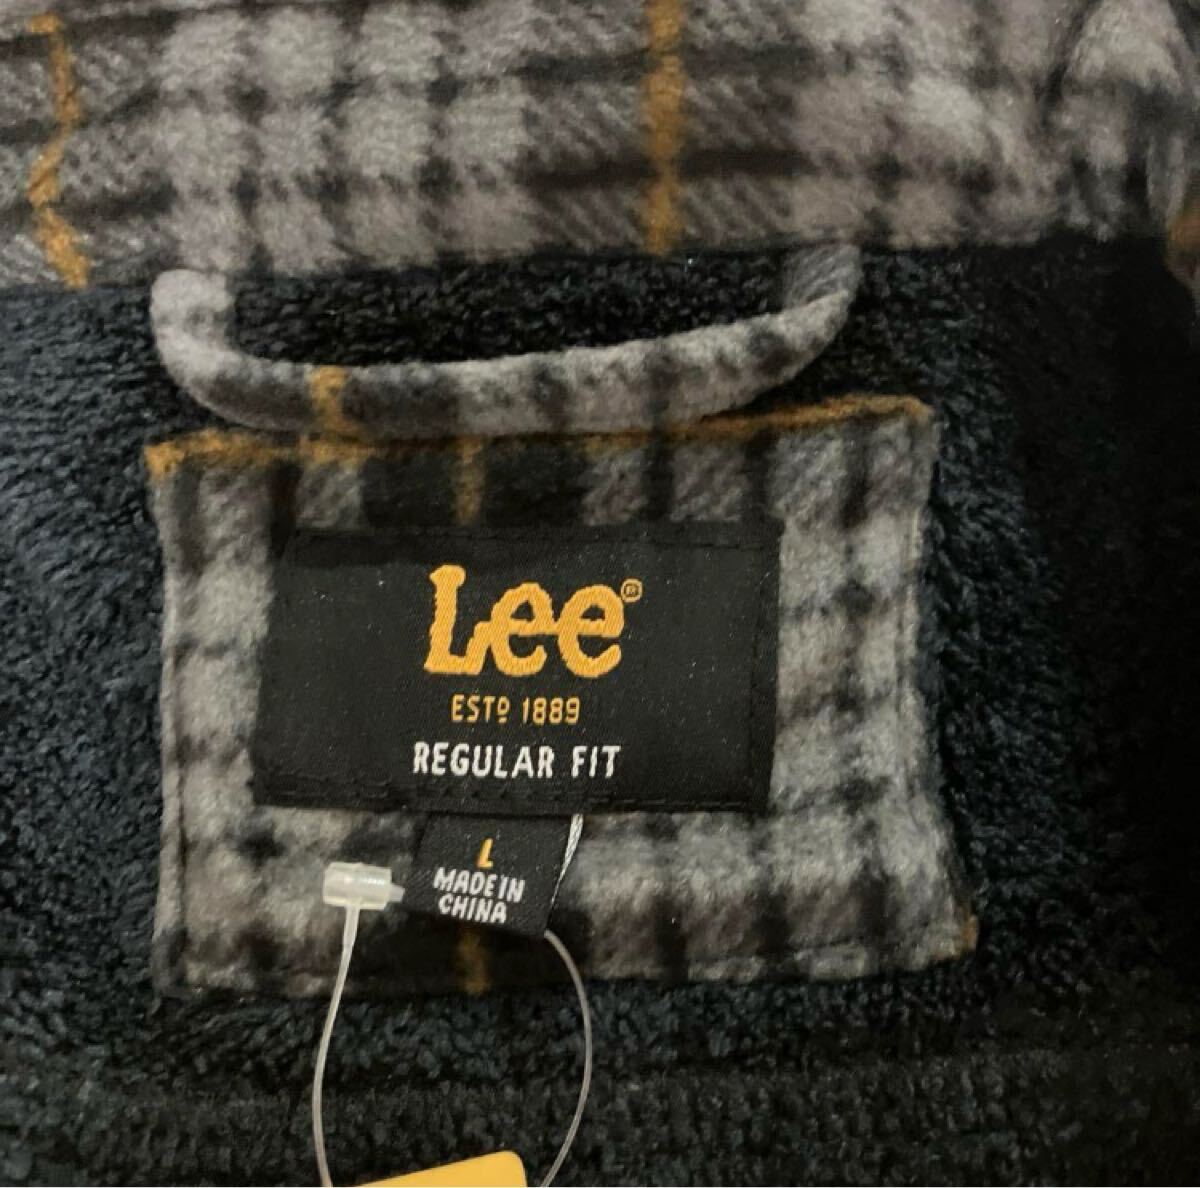 Lee®
ESTD 1889
REGULAR FIT
L
MADE IN
CHINA